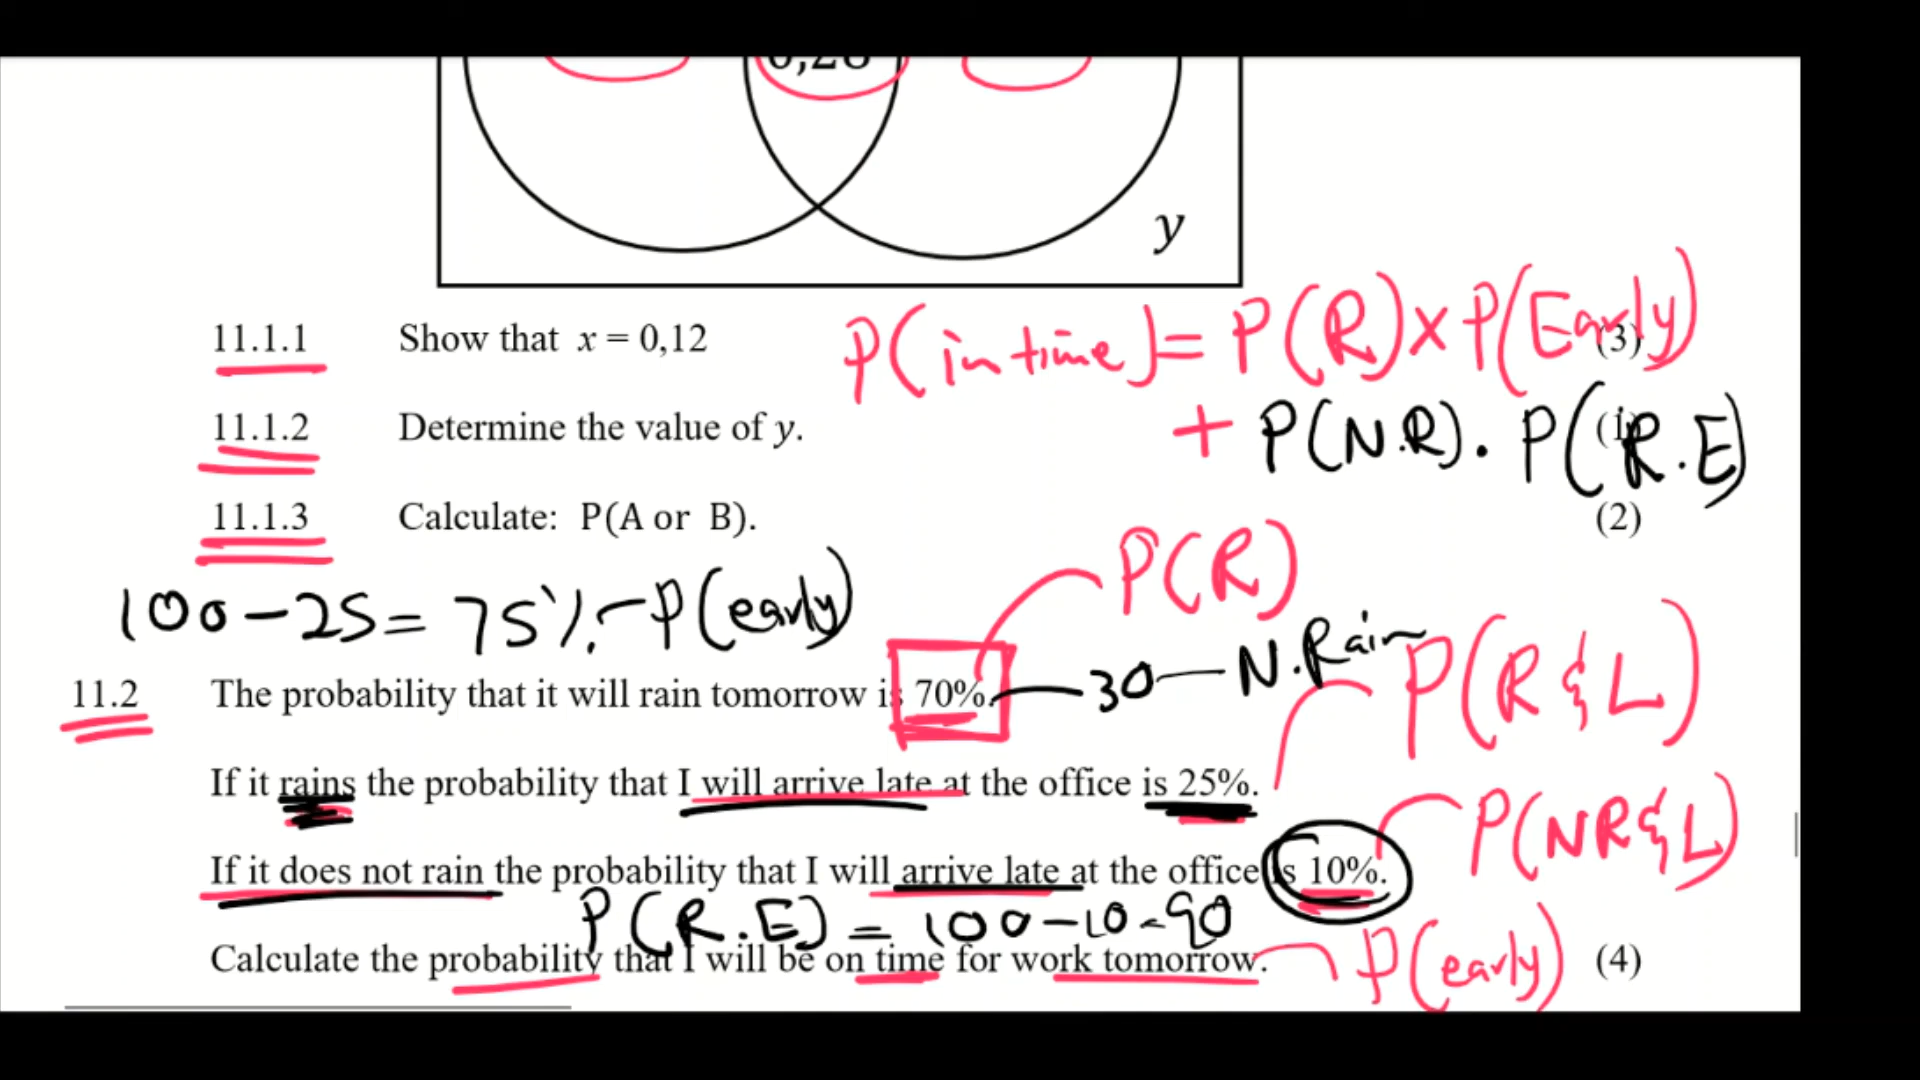 0,28
y
11.1.1 Show that x = 0,12 (3)
P(in time) = P(R) x P(Early)
11.1.2 Determine the value of y. (1)
+ P(N.R). P(R.E)
11.1.3 Calculate: P(A or B). (2)
P(R)
100-25= 75% - P(early)
30 - N.Rain
P(R & L)
11.2 The probability that it will rain tomorrow is 70%.
If it rains the probability that I will arrive late at the office is 25%.
P(NR & L)
If it does not rain the probability that I will arrive late at the office is 10%.
P(R.E) = 100-10-90
Calculate the probability that I will be on time for work tomorrow. (4)
P(early)